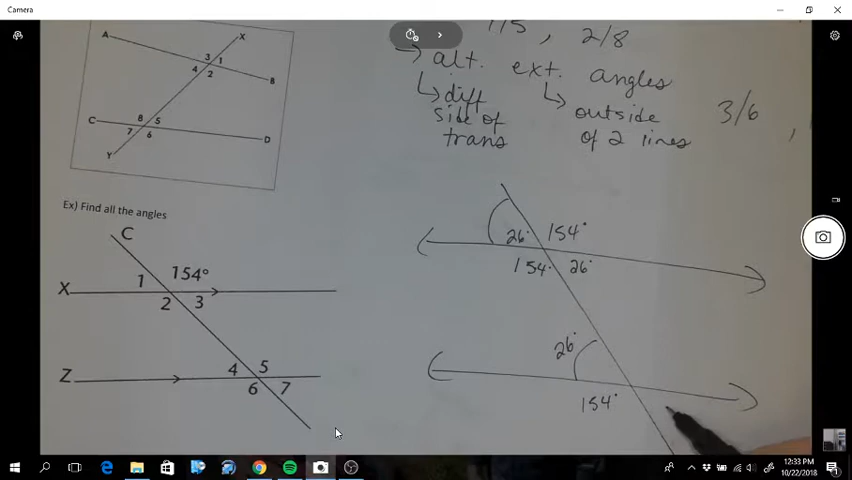 Camera
A
X
3 1
4 2
B
C
8 5
7 6
D
Y
1/5 , 2/8
→ alt. ext. angles
↳ diff
side of
trans
↳ outside
of 2 lines
3/6 ,
Ex) Find all the angles
C
154°
X
1
2 3
Z
4 5
6 7
26° 154°
154° 26°
26°
154°
12:33 PM
10/22/2018